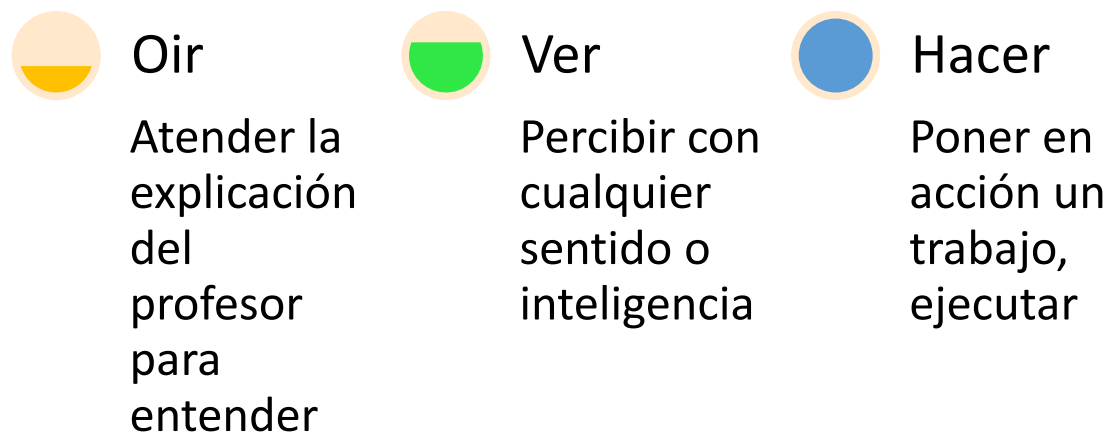 Oir
Atender la
explicación
del
profesor
para
entender
Ver
Percibir con
cualquier
sentido o
inteligencia
Hacer
Poner en
acción un
trabajo,
ejecutar